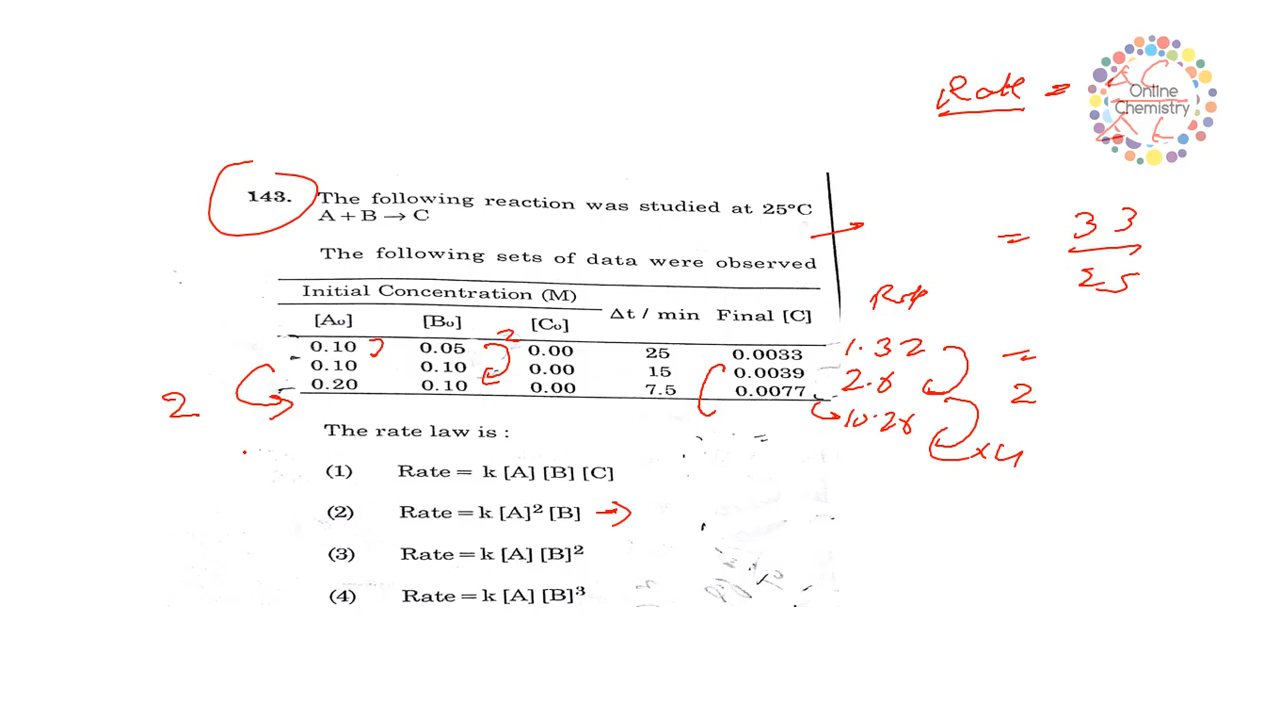 Rate = ΔC
Online
Chemistry
Δt
143. The following reaction was studied at 25°C
A + B → C
= 33
25
The following sets of data were observed
Initial Concentration (M) Δt / min Final [C]
[A₀] [B₀] [C₀]
0.10 0.05 0.00 25 0.0033 1.32 =
0.10 0.10 0.00 15 0.0039 2.6 2
0.20 0.10 0.00 7.5 0.0077 10.26
2 2
×4
The rate law is :
(1) Rate = k [A] [B] [C]
(2) Rate = k [A]² [B] →
(3) Rate = k [A] [B]²
(4) Rate = k [A] [B]³